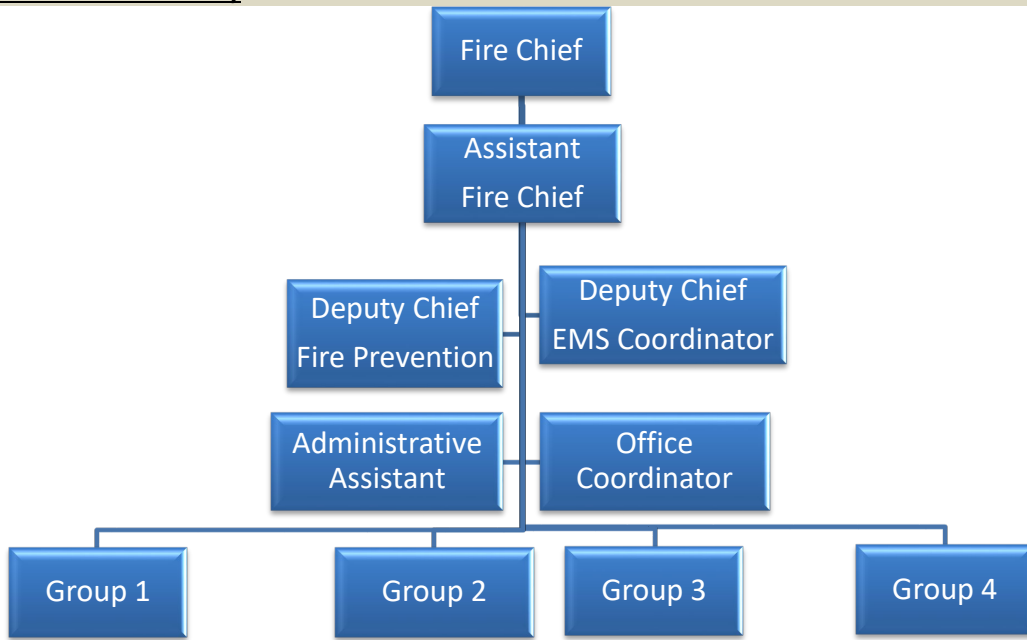 Fire Chief
Assistant
Fire Chief
Deputy Chief
Fire Prevention
Deputy Chief
EMS Coordinator
Administrative
Assistant
Office
Coordinator
Group 1
Group 2
Group 3
Group 4